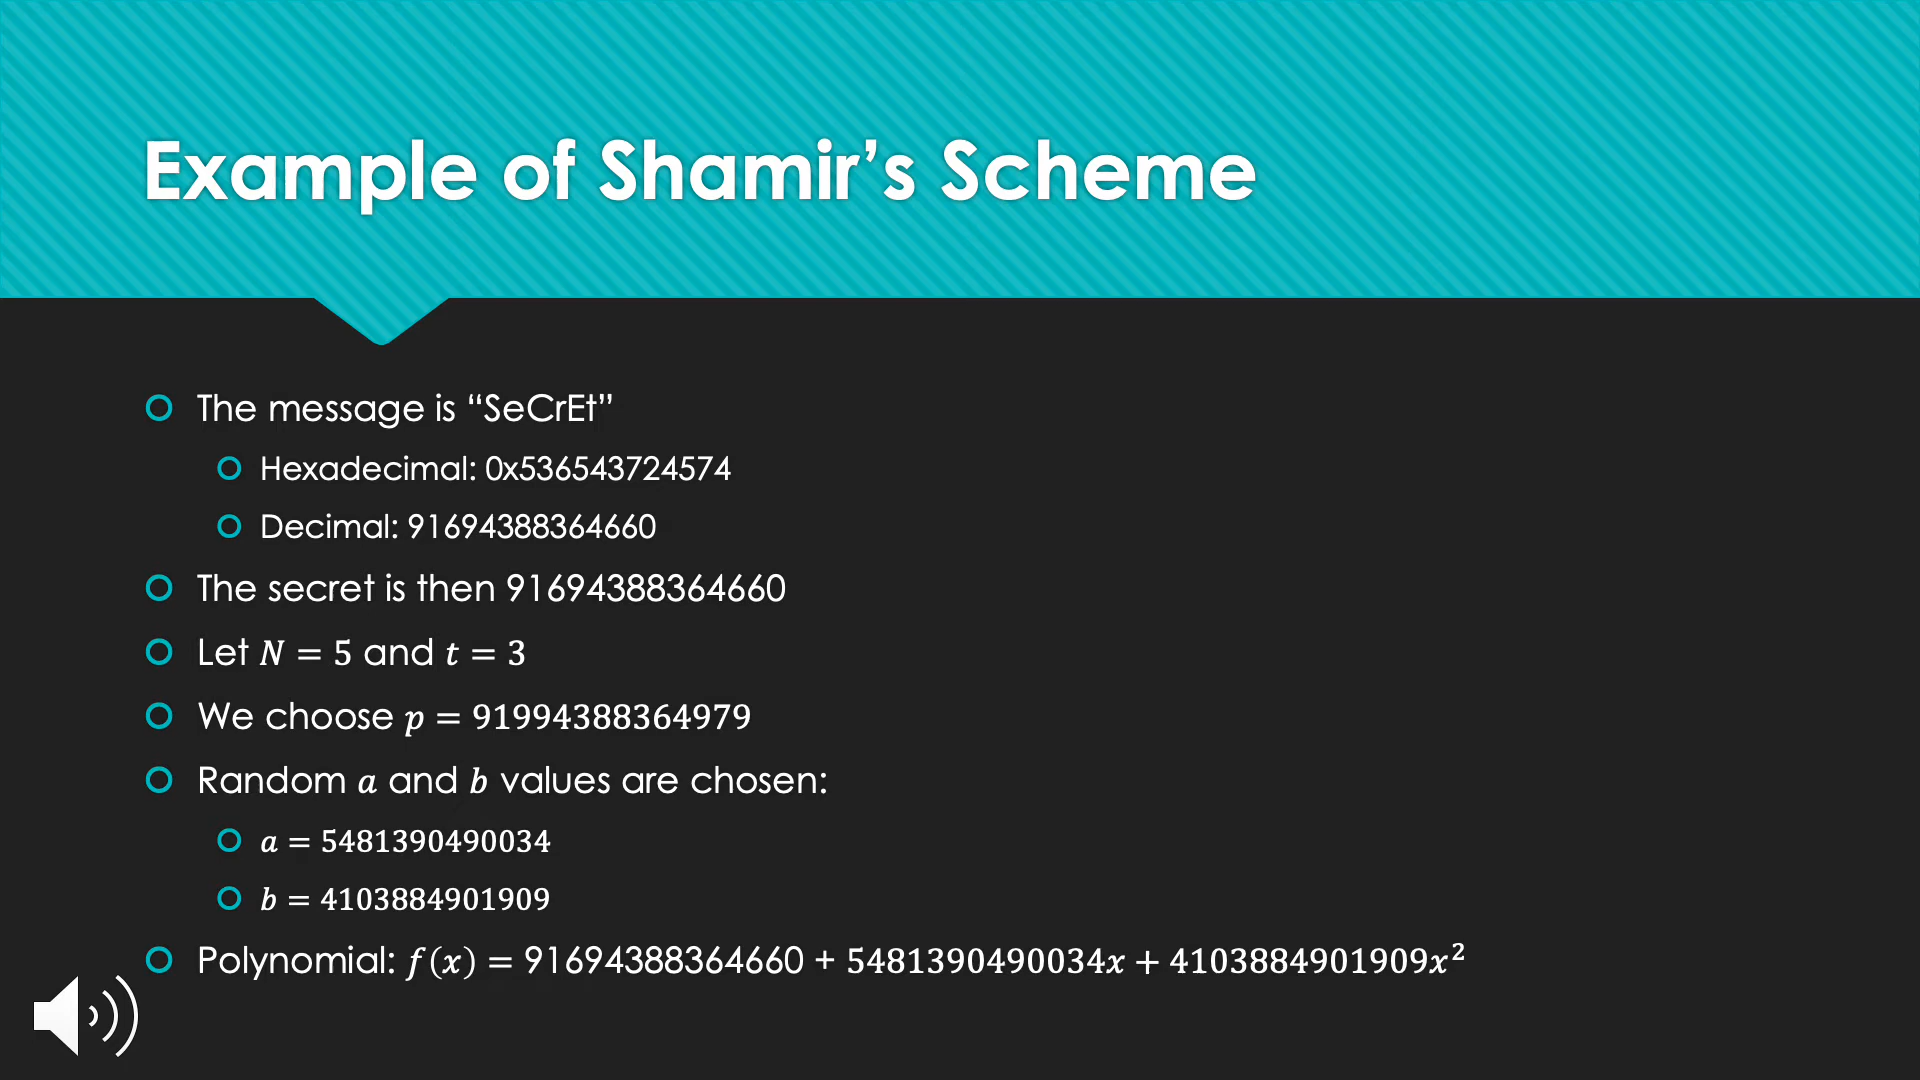 Example of Shamir’s Scheme
The message is “SeCrEt”
Hexadecimal: 0x536543724574
Decimal: 91694388364660
The secret is then 91694388364660
Let N = 5 and t = 3
We choose p = 91994388364979
Random a and b values are chosen:
a = 5481390490034
b = 4103884901909
Polynomial: f(x) = 91694388364660 + 5481390490034x + 4103884901909x²